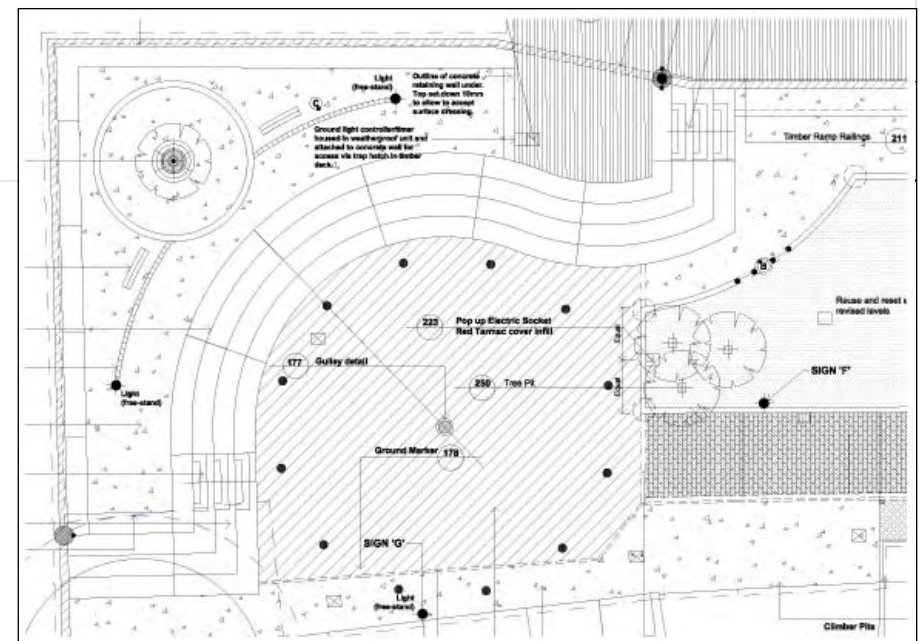 Light
(free-stand)
Outline of concrete
retaining wall under.
Top set down 10mm
to allow to accept
surface dressing.
Ground light controller/timer
housed in weatherproof unit and
attached to concrete wall for
access via trap hatch in timber
deck.
Timber Ramp Railings
211
Reuse and reset
revised levels
223
Pop up Electric Socket
Red Tarmac cover infill
Equal
Equal
177
Gulley detail
250
Tree Pit
SIGN 'F'
Light
(free-stand)
Ground Marker
178
SIGN 'G'
Light
(free-stand)
Climber Pits